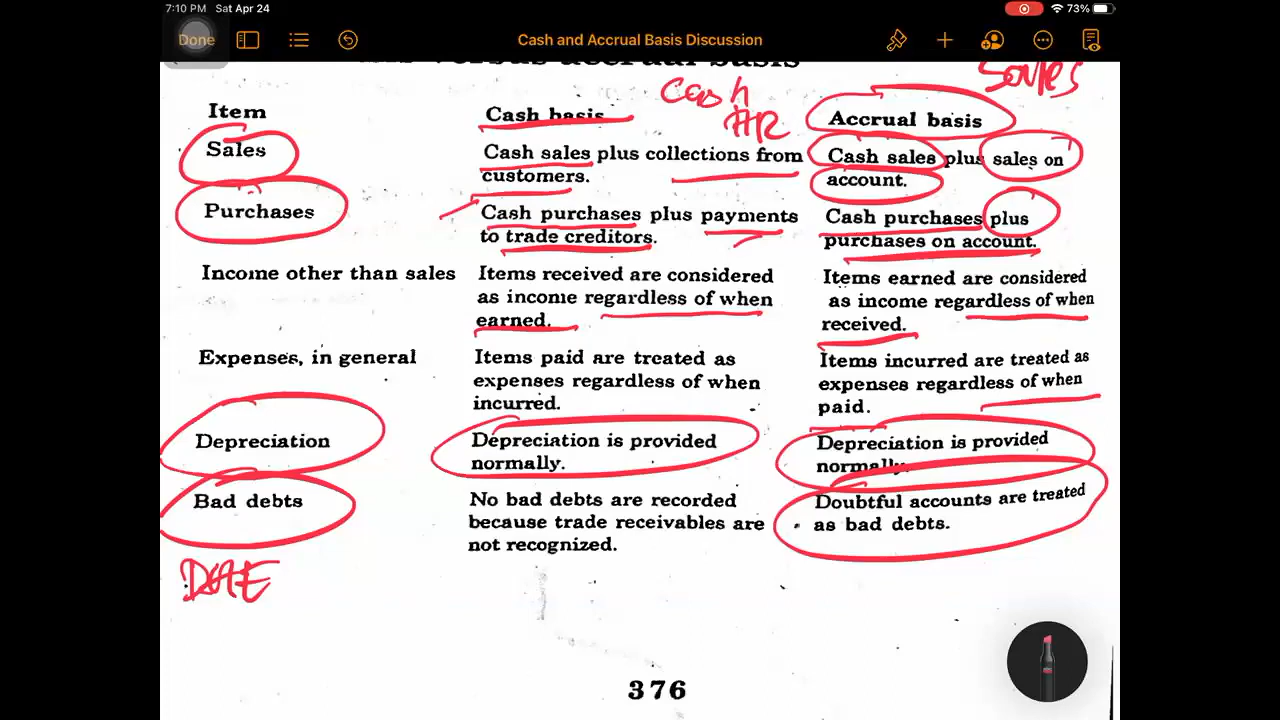 7:10 PM Sat Apr 24
73%
Done
Cash and Accrual Basis Discussion
versus accrual basis
Sales
Cash
AR
Item
Cash basis
Accrual basis
Sales
Cash sales plus collections from
customers.
Cash sales plus sales on
account.
Purchases
Cash purchases plus payments
to trade creditors.
Cash purchases plus
purchases on account.
Income other than sales
Items received are considered
as income regardless of when
earned.
Items earned are considered
as income regardless of when
received.
Expenses, in general
Items paid are treated as
expenses regardless of when
incurred.
Items incurred are treated as
expenses regardless of when
paid.
Depreciation
Depreciation is provided
normally.
Depreciation is provided
normally.
Bad debts
No bad debts are recorded
because trade receivables are
not recognized.
Doubtful accounts are treated
as bad debts.
376